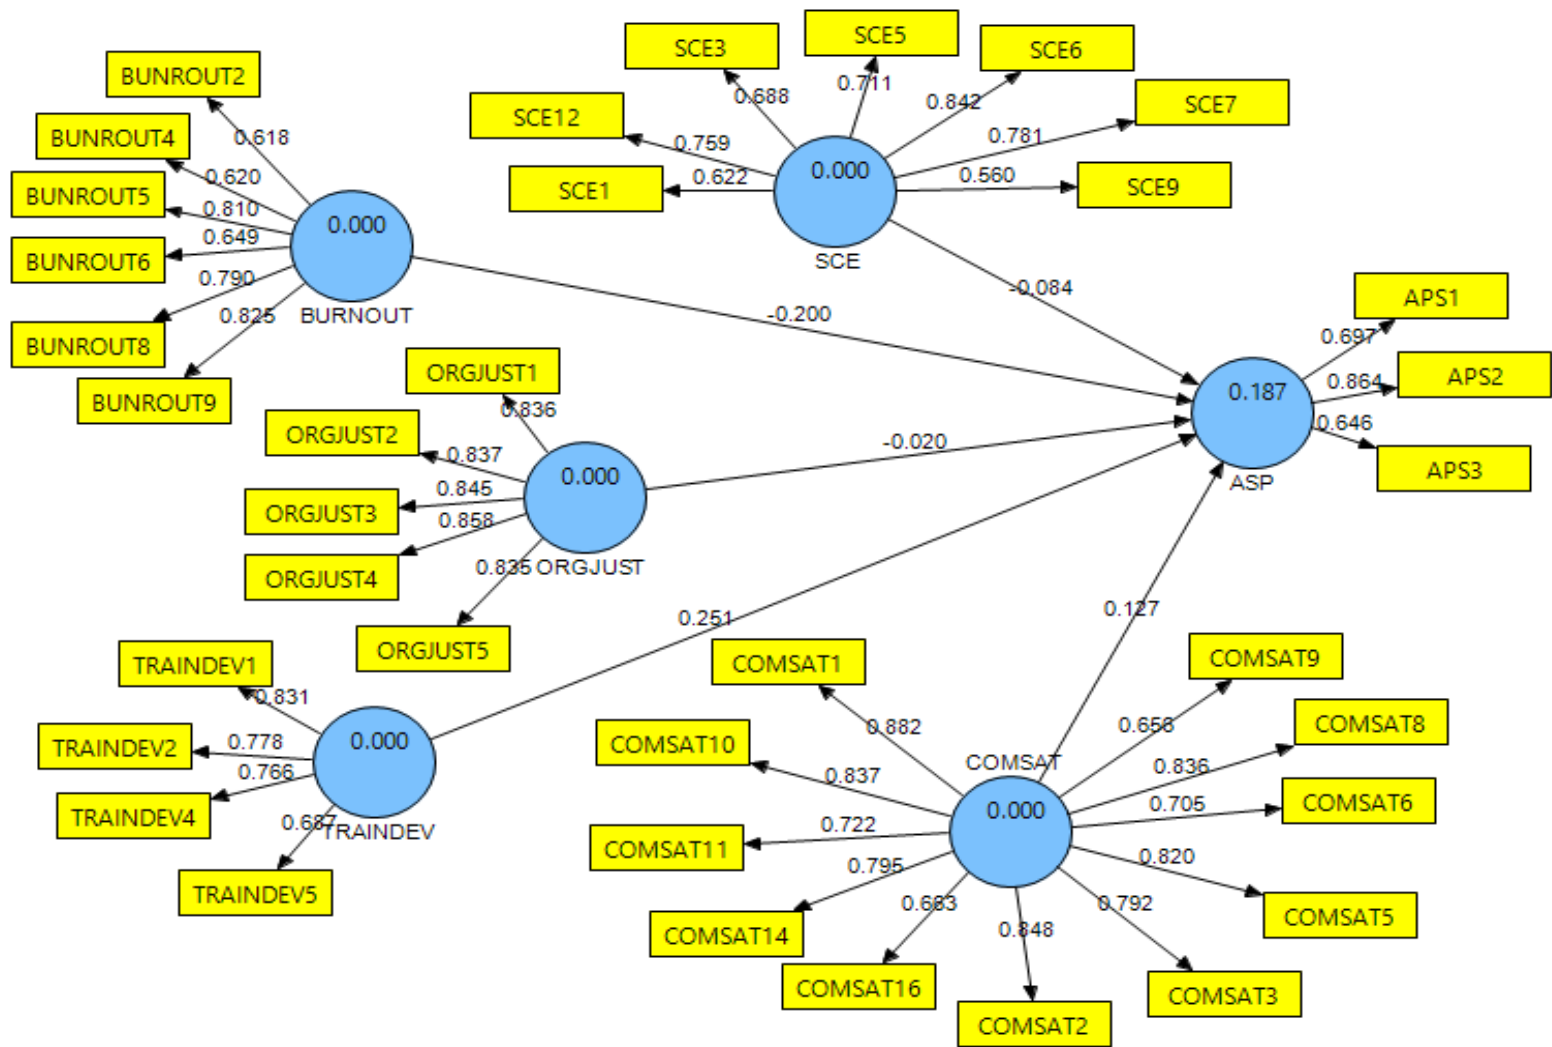 BUNROUT2
BUNROUT4
BUNROUT5
BUNROUT6
BUNROUT8
BUNROUT9
0.618
0.620
0.810
0.649
0.790
0.825
0.000
BURNOUT
SCE3
SCE5
SCE6
SCE12
SCE7
SCE1
SCE9
0.688
0.711
0.842
0.759
0.781
0.622
0.560
0.000
SCE
-0.084
-0.200
ORGJUST1
ORGJUST2
ORGJUST3
ORGJUST4
ORGJUST5
0.836
0.837
0.845
0.858
0.835
0.000
ORGJUST
-0.020
APS1
APS2
APS3
0.697
0.864
0.646
0.187
ASP
TRAINDEV1
TRAINDEV2
TRAINDEV4
TRAINDEV5
0.831
0.778
0.766
0.687
0.000
TRAINDEV
0.251
0.127
COMSAT1
COMSAT9
COMSAT10
COMSAT8
COMSAT11
COMSAT6
COMSAT14
COMSAT5
COMSAT16
COMSAT3
COMSAT2
0.882
0.656
0.837
0.836
0.722
0.705
0.795
0.820
0.663
0.792
0.848
COMSAT
0.000